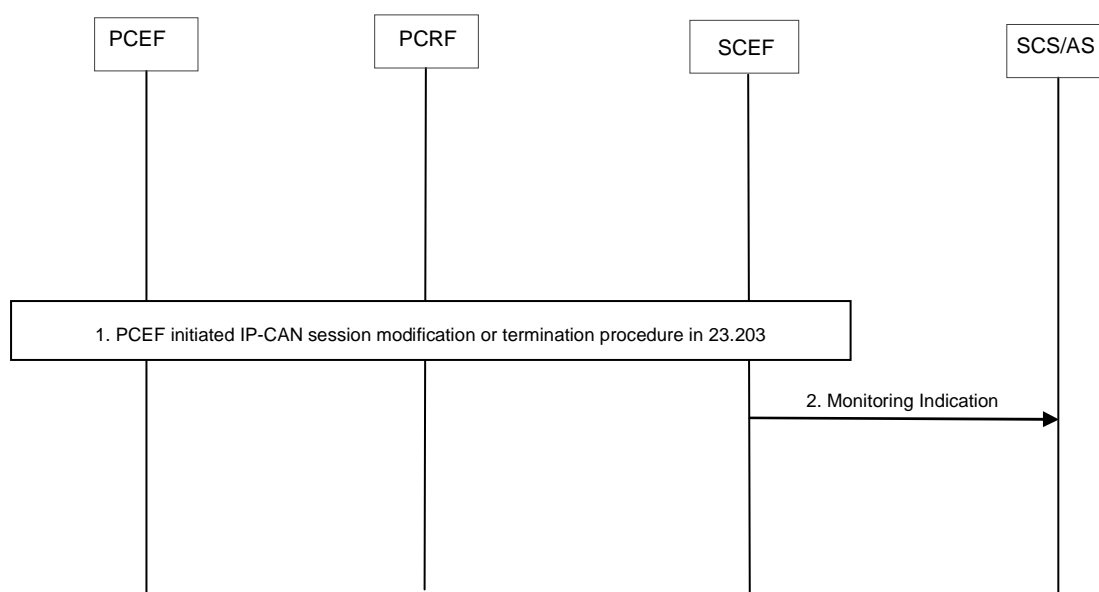 PCEF
PCRF
SCEF
SCS/AS
1. PCEF initiated IP-CAN session modification or termination procedure in 23.203
2. Monitoring Indication